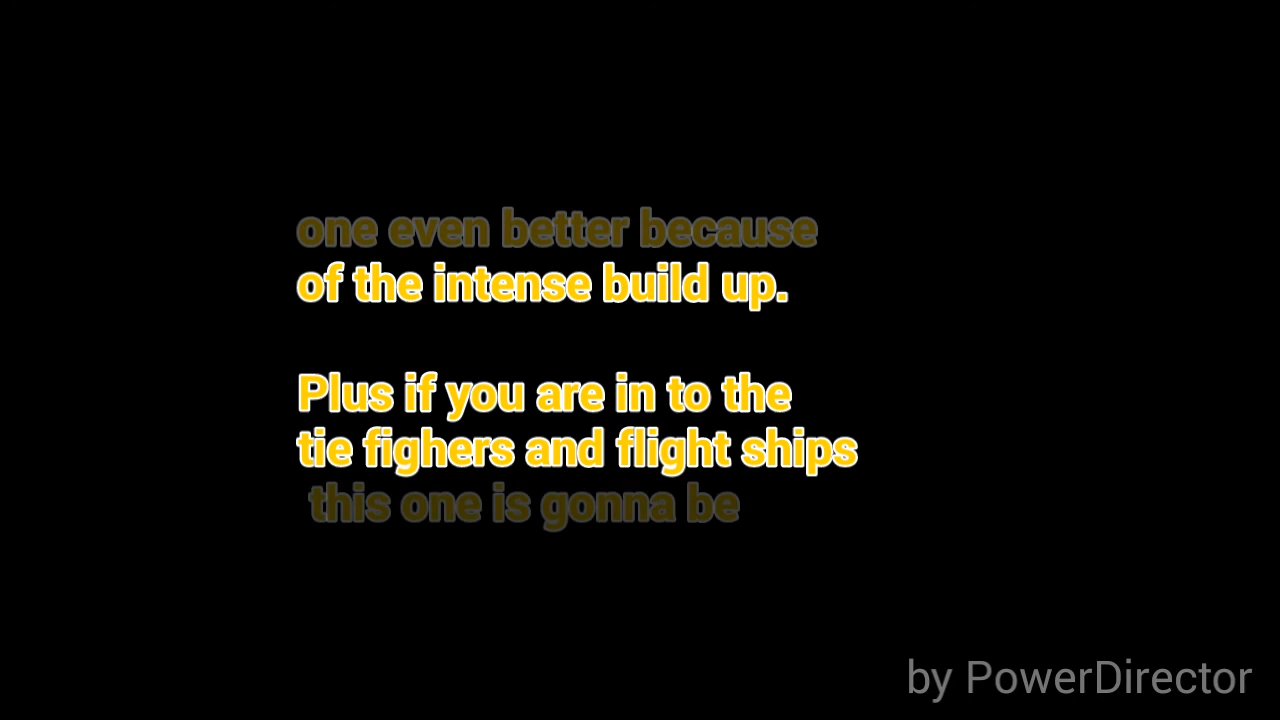 one even better because
of the intense build up.
Plus if you are in to the
tie fighers and flight ships
this one is gonna be
by PowerDirector